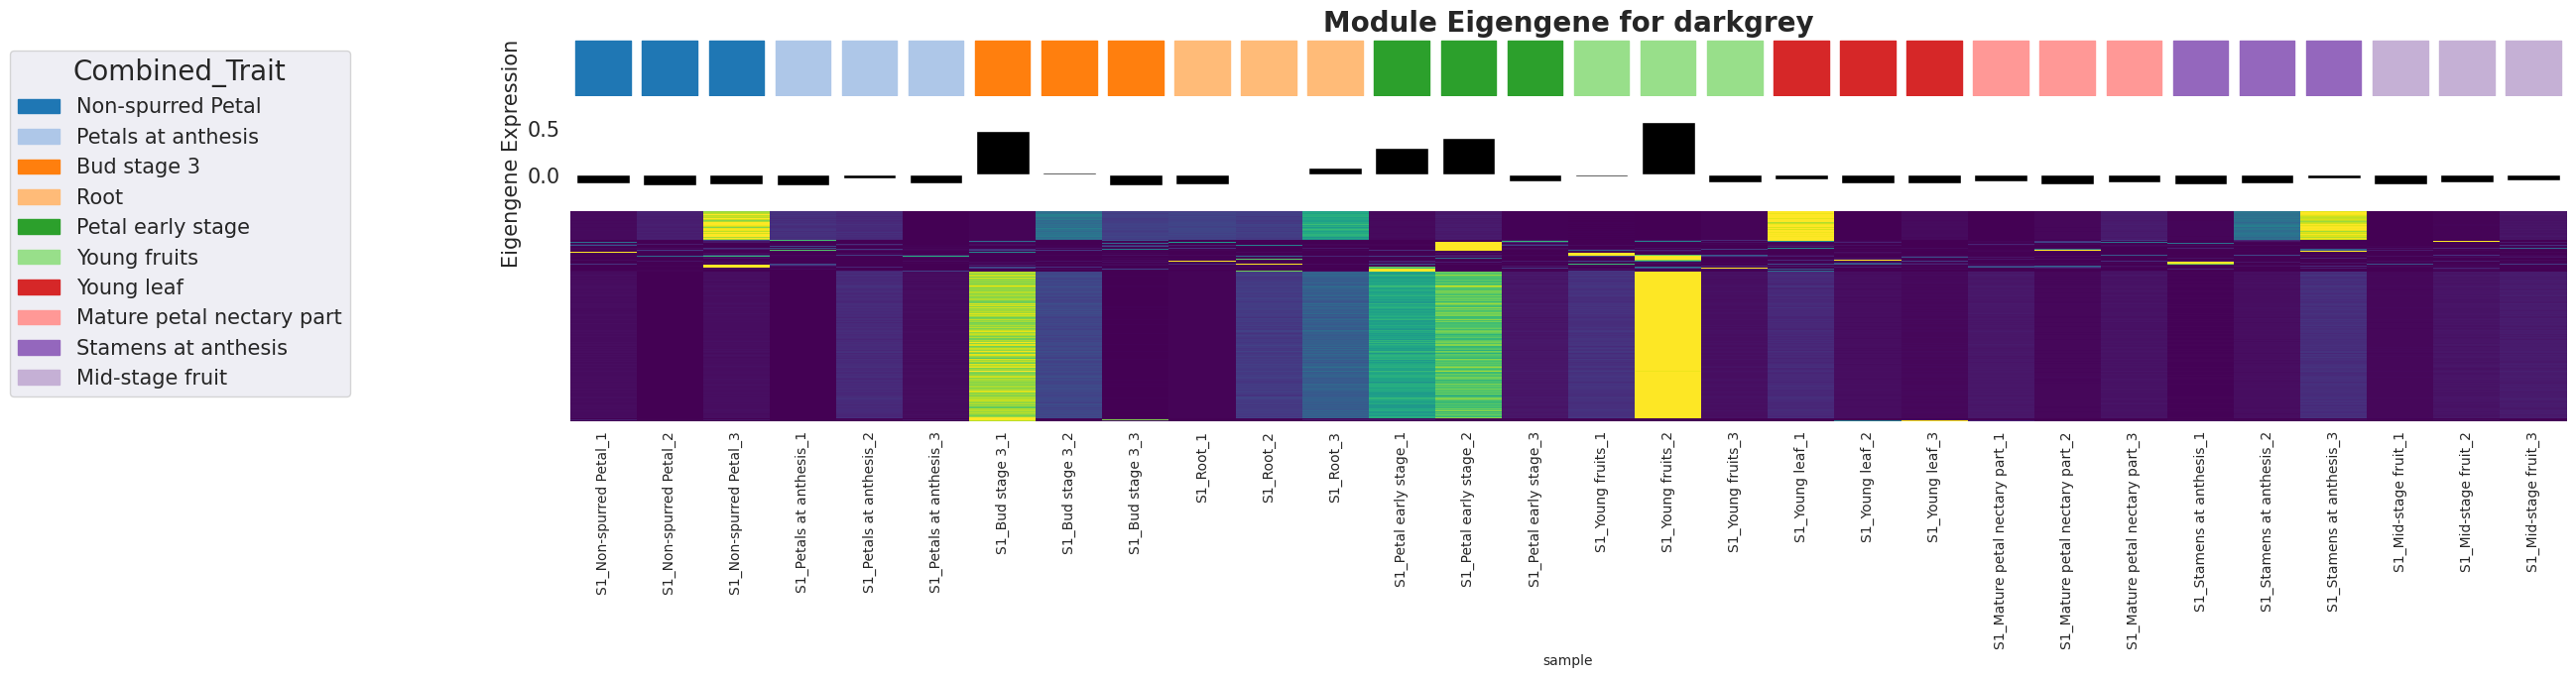 Module Eigengene for darkgrey
Combined_Trait
Non-spurred Petal
Petals at anthesis
Bud stage 3
Root
Petal early stage
Young fruits
Young leaf
Mature petal nectary part
Stamens at anthesis
Mid-stage fruit
Eigengene Expression
0.5
0.0
S1_Non-spurred Petal_1
S1_Non-spurred Petal_2
S1_Non-spurred Petal_3
S1_Petals at anthesis_1
S1_Petals at anthesis_2
S1_Petals at anthesis_3
S1_Bud stage 3_1
S1_Bud stage 3_2
S1_Bud stage 3_3
S1_Root_1
S1_Root_2
S1_Root_3
S1_Petal early stage_1
S1_Petal early stage_2
S1_Petal early stage_3
S1_Young fruits_1
S1_Young fruits_2
S1_Young fruits_3
S1_Young leaf_1
S1_Young leaf_2
S1_Young leaf_3
S1_Mature petal nectary part_1
S1_Mature petal nectary part_2
S1_Mature petal nectary part_3
S1_Stamens at anthesis_1
S1_Stamens at anthesis_2
S1_Stamens at anthesis_3
S1_Mid-stage fruit_1
S1_Mid-stage fruit_2
S1_Mid-stage fruit_3
sample